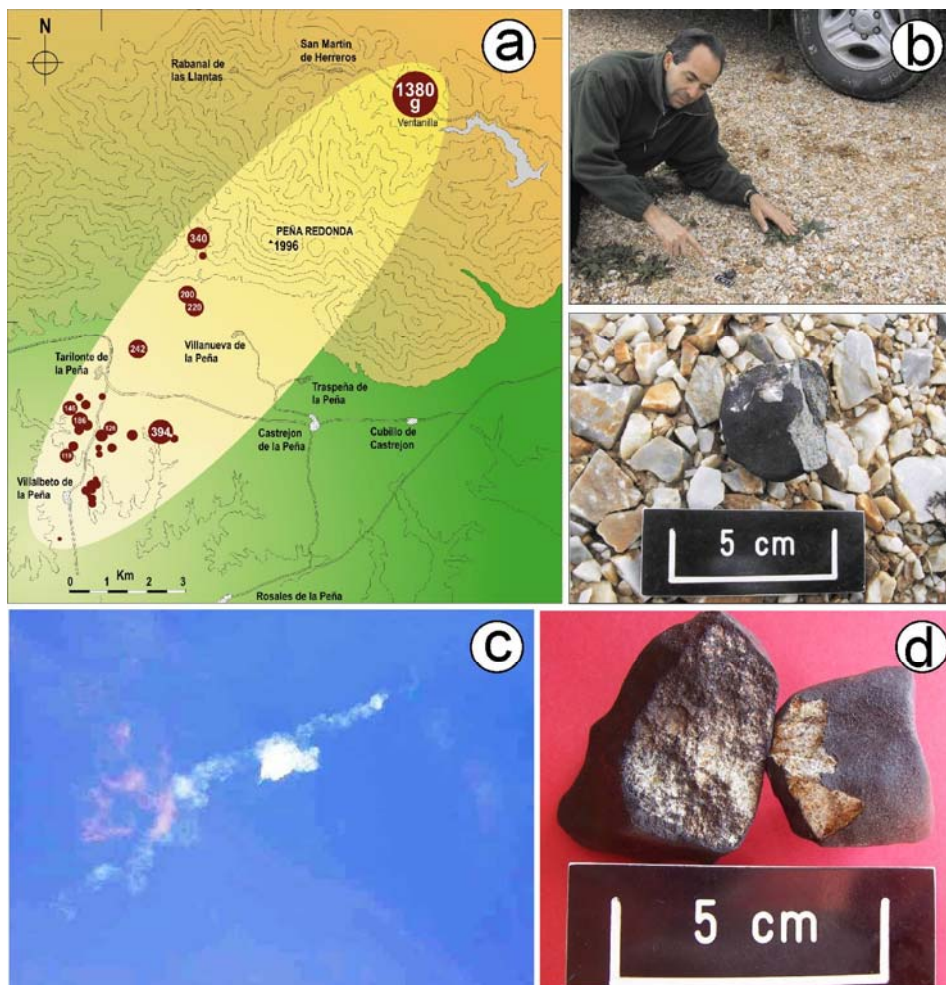 N
a
San Martín
de Herreros
Rabanal de
las Llantas
1380
g
Ventanilla
340
PEÑA REDONDA
1996
200
220
242
Villanueva de
la Peña
Tarilonte de
la Peña
Traspeña de
la Peña
394
Castrejon de
la Peña
Cubillo de
Castrejon
Villalbeto de
la Peña
Km
0 1 2 3
Rosales de la Peña
b
5 cm
c
d
5 cm